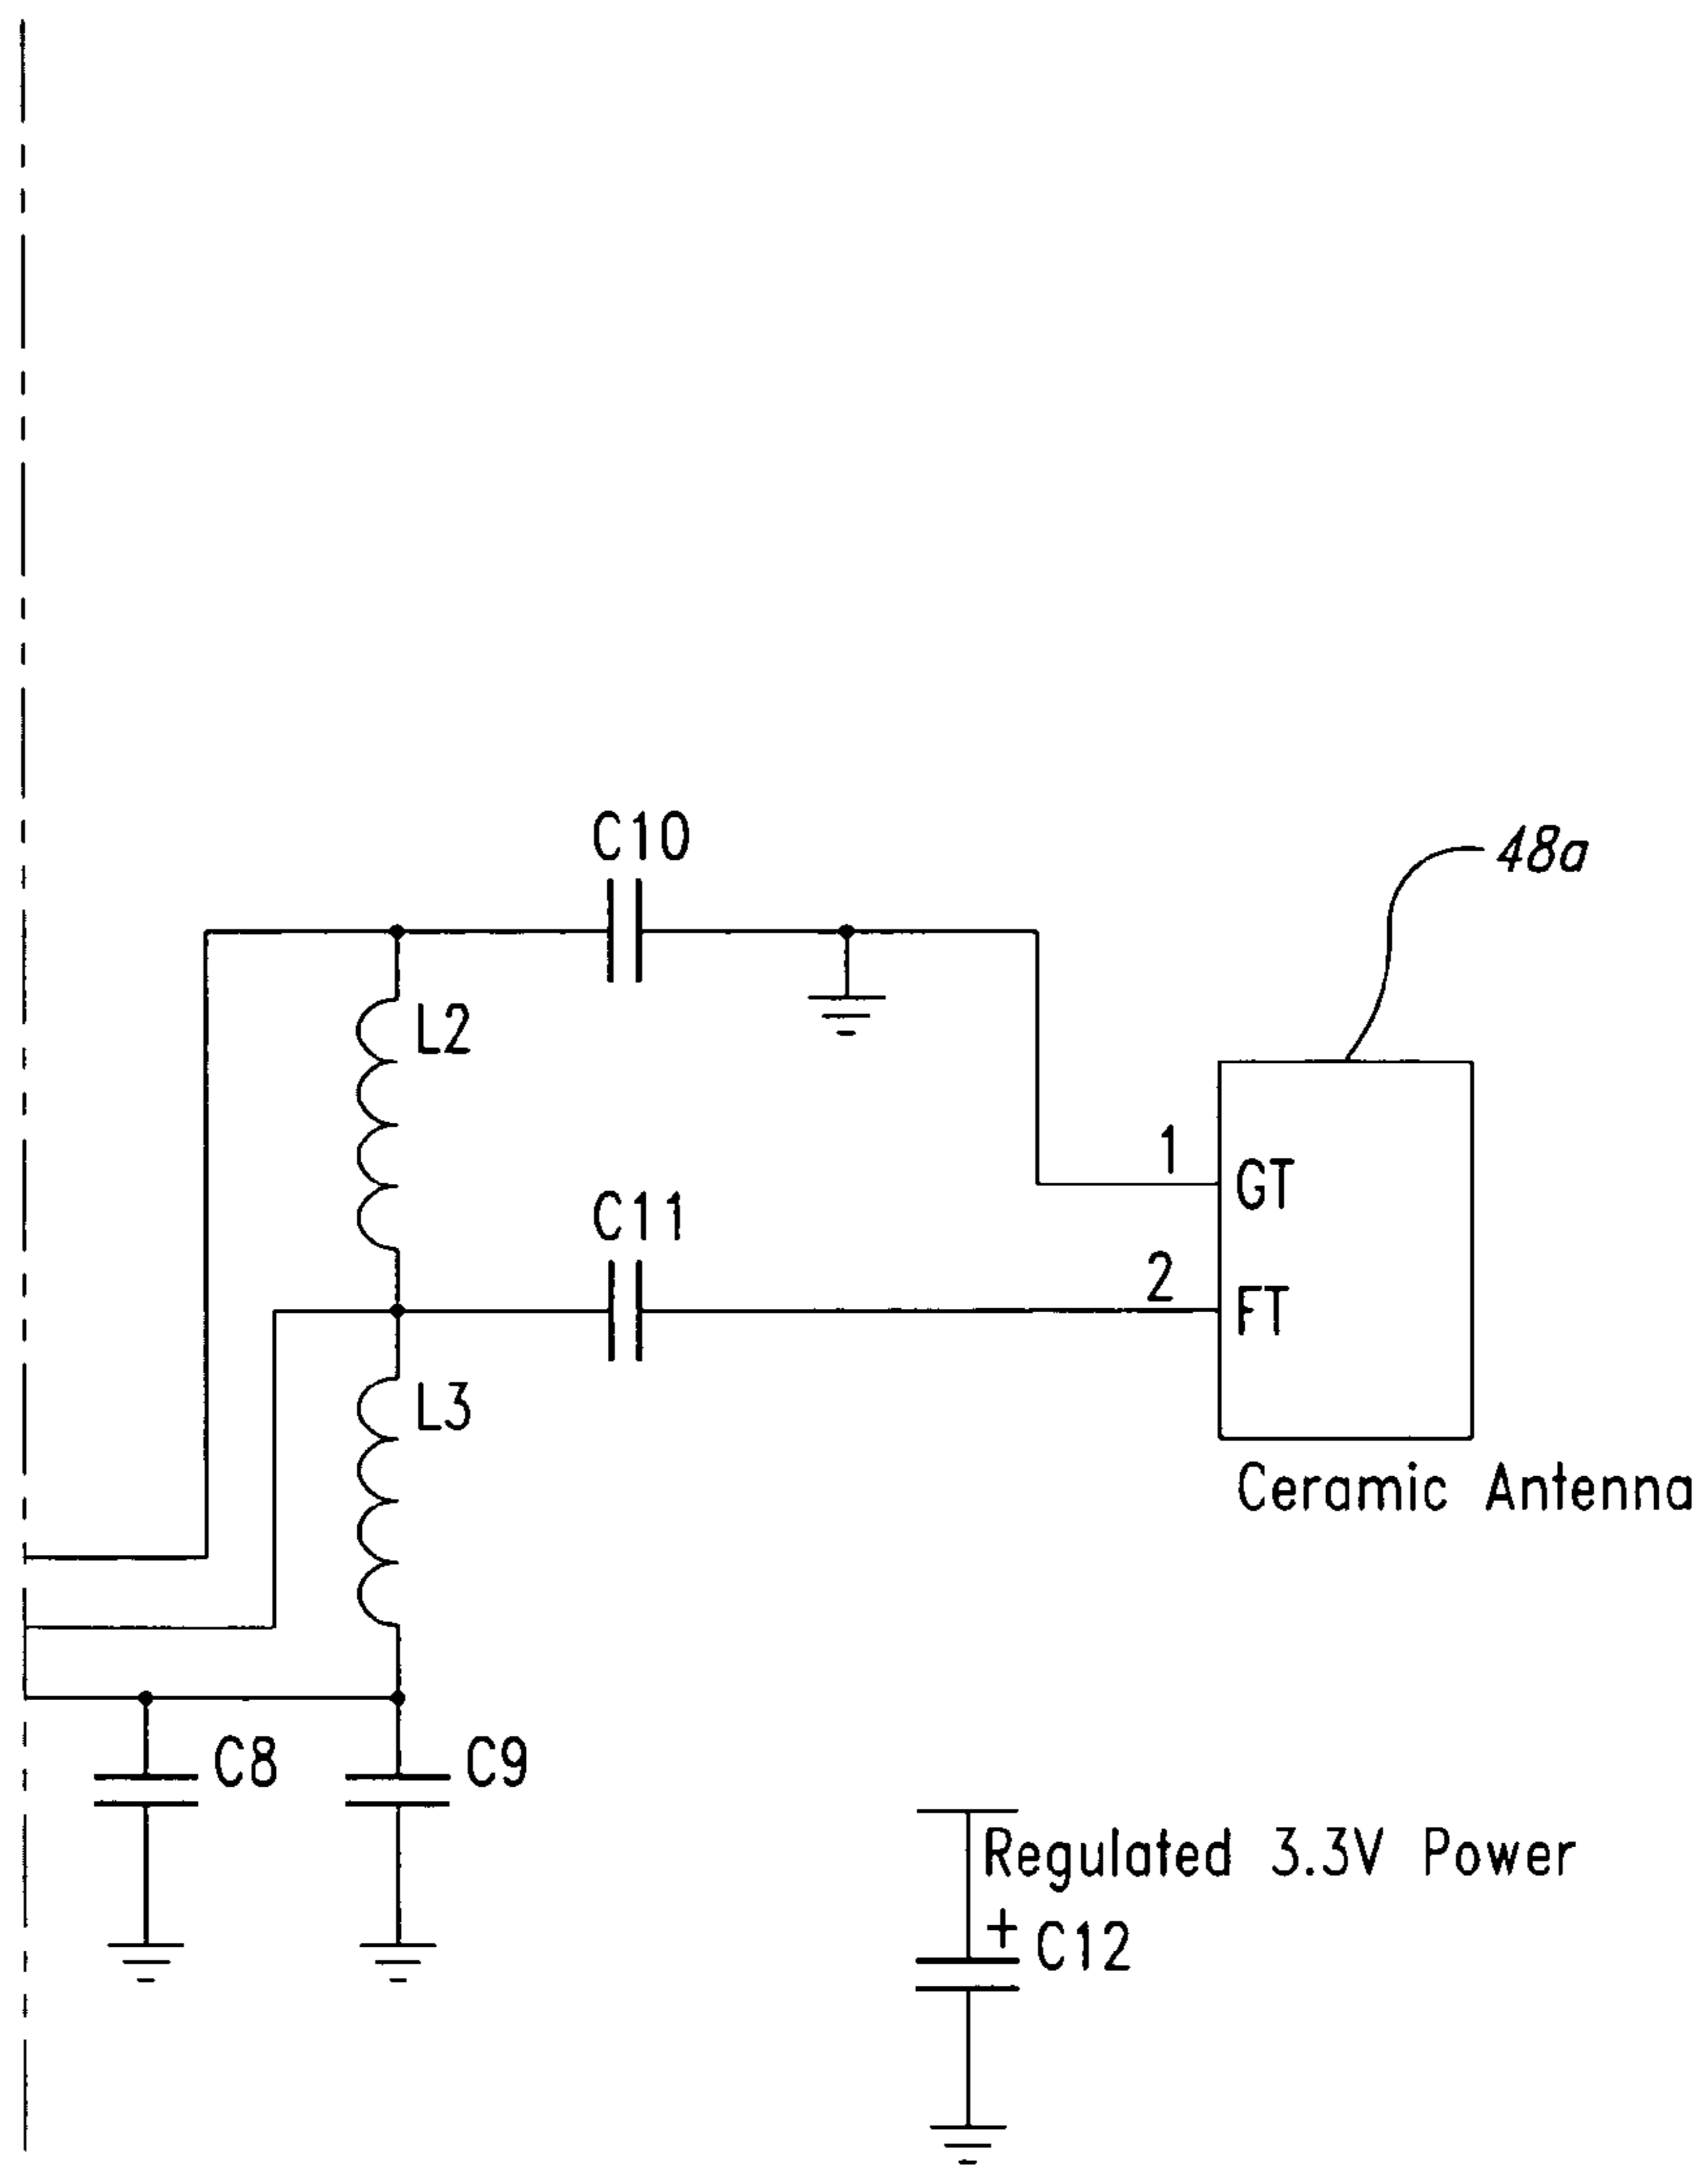 C10
48a
L2
1
GT
C11
2
FT
L3
Ceramic Antenna
C8
C9
Regulated 3.3V Power
+
C12